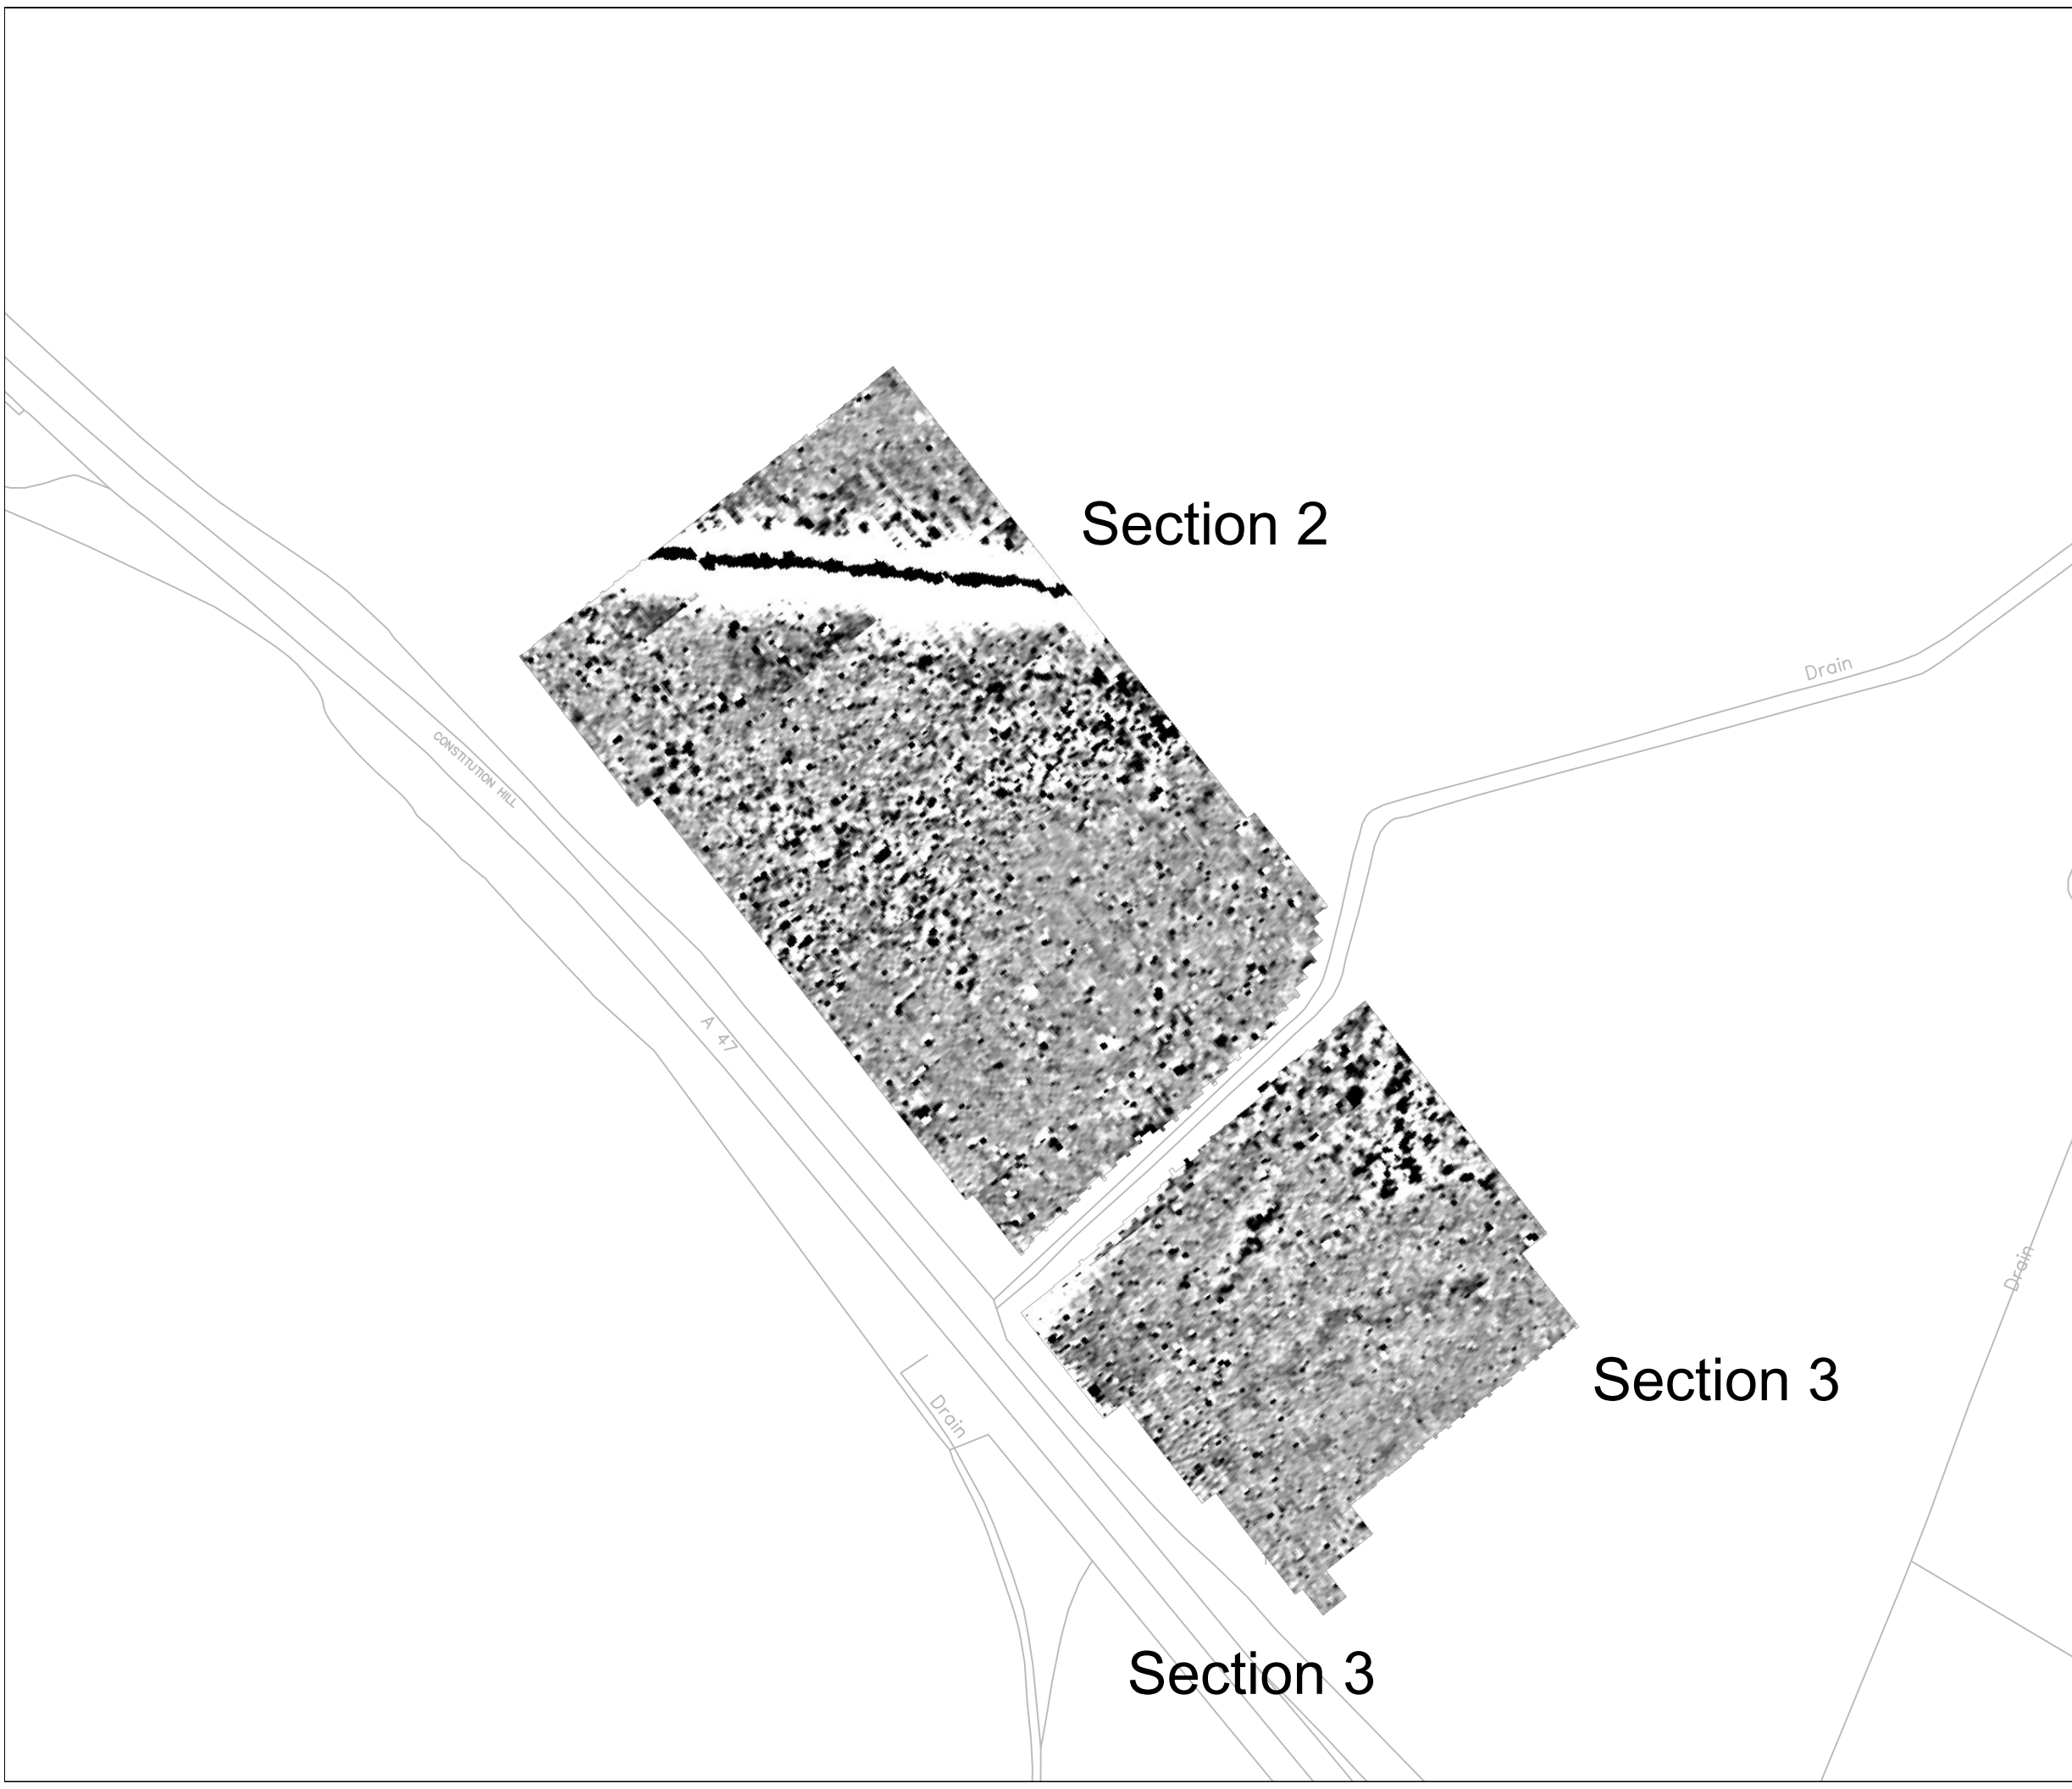 Section 2
Drain
CONSTITUTION HILL
A 47
Drain
Section 3
Drain
Section 3